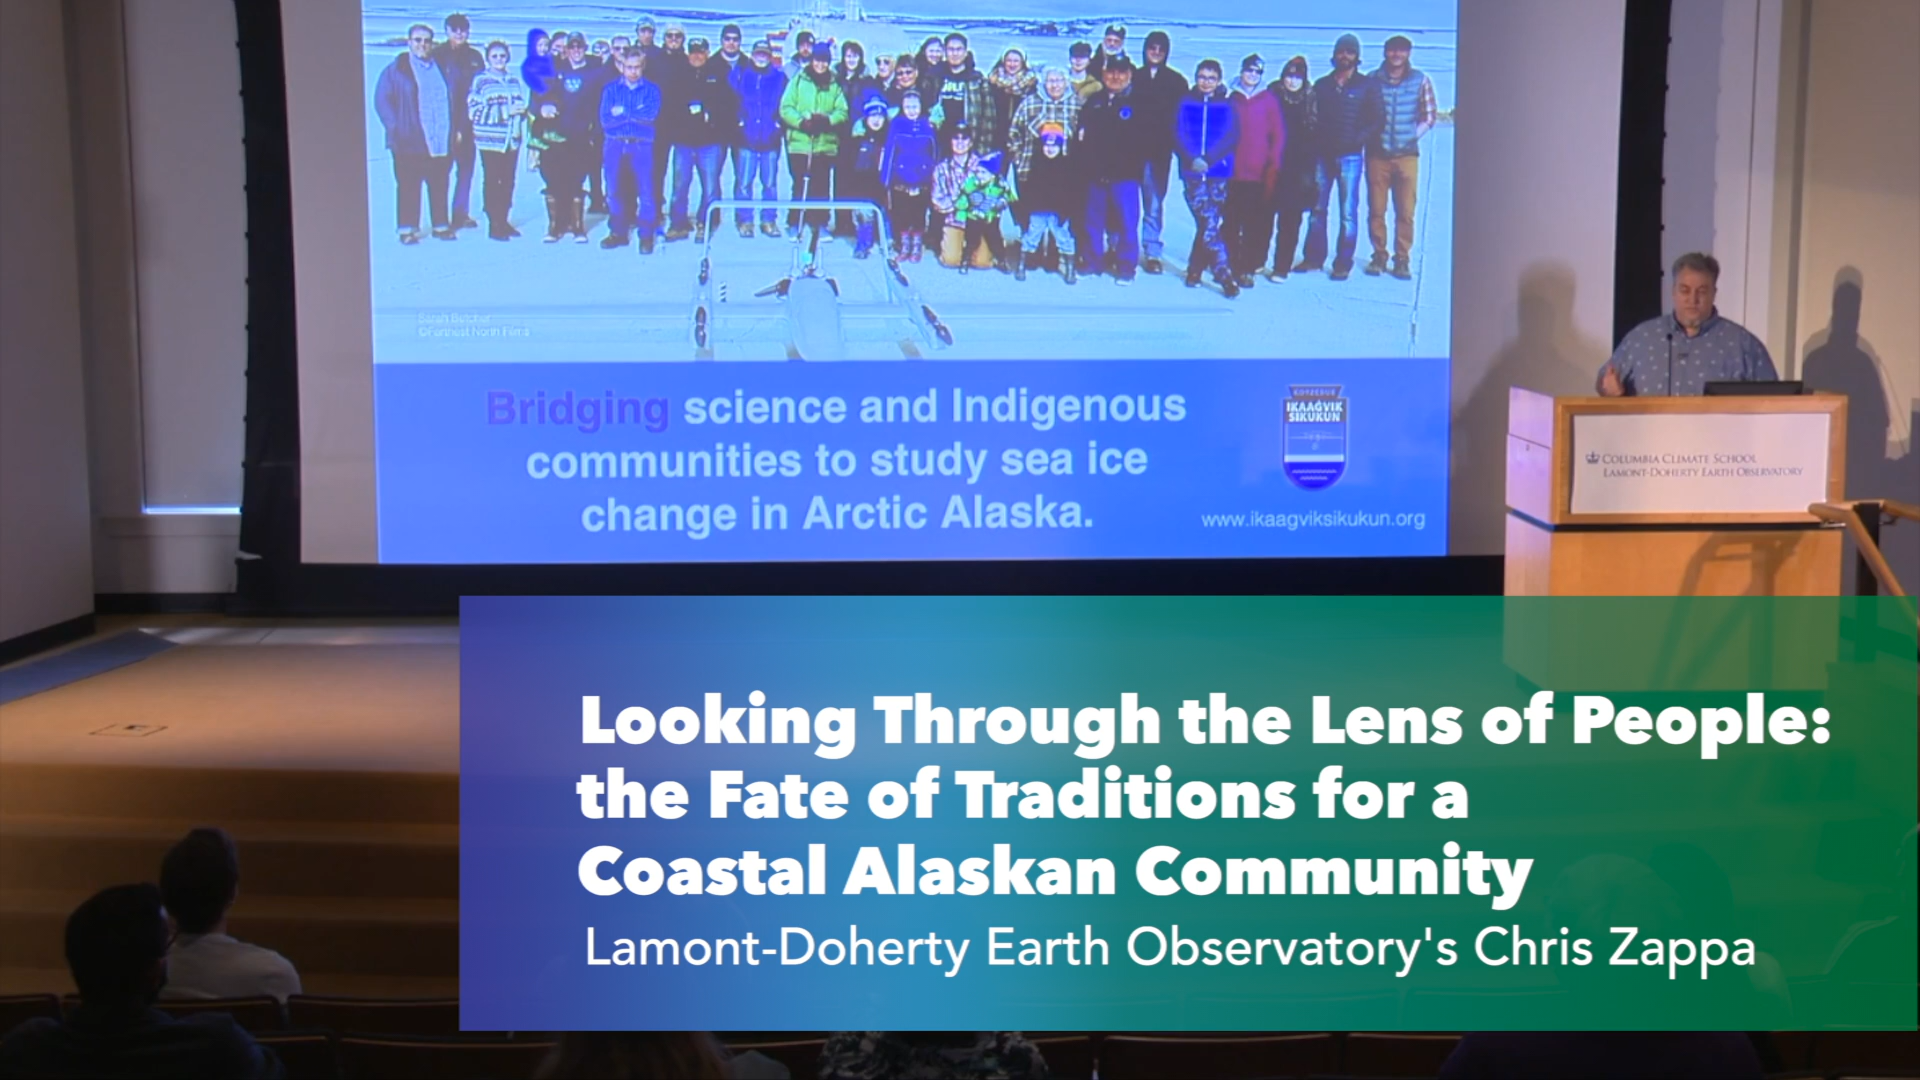 Sarah Betcher
©Farthest North Films
Bridging science and Indigenous
communities to study sea ice
change in Arctic Alaska.
KOTZEBUE
IKAAĠVIK
SIKUKUN
www.ikaagviksikukun.org
COLUMBIA CLIMATE SCHOOL
LAMONT-DOHERTY EARTH OBSERVATORY
Looking Through the Lens of People:
the Fate of Traditions for a
Coastal Alaskan Community
Lamont-Doherty Earth Observatory's Chris Zappa